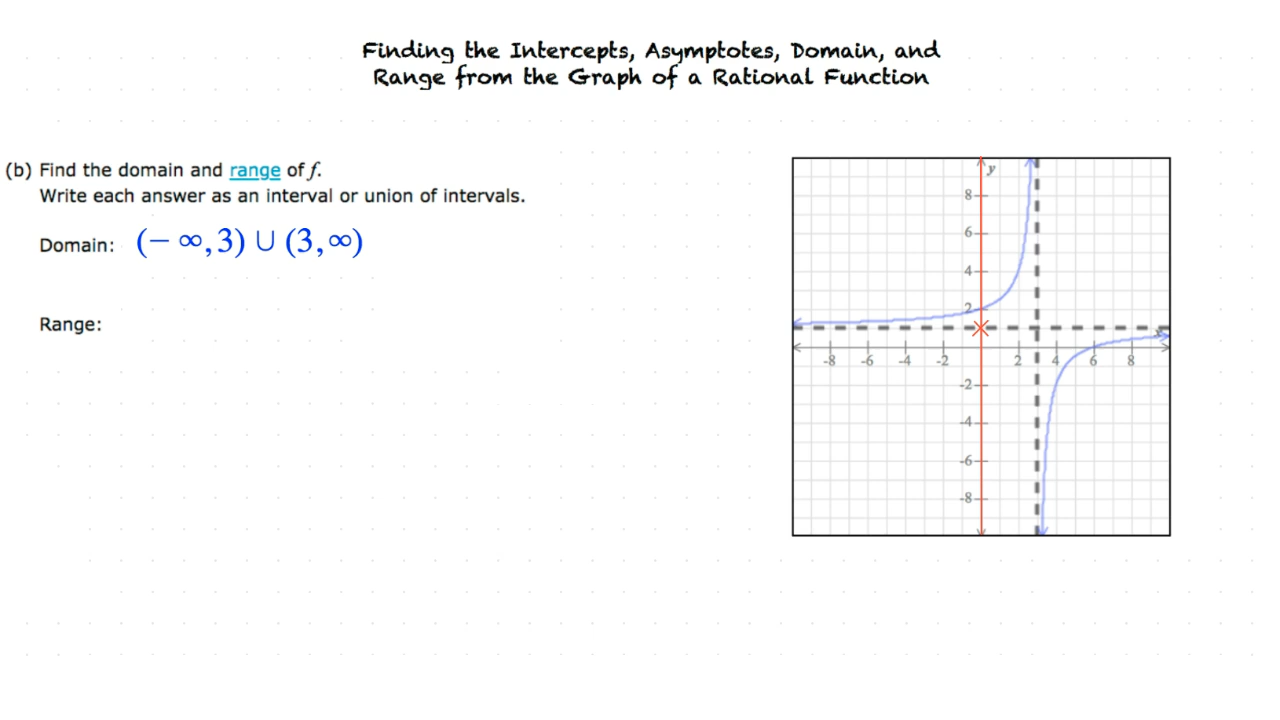 Finding the Intercepts, Asymptotes, Domain, and
Range from the Graph of a Rational Function
(b) Find the domain and range of f.
Write each answer as an interval or union of intervals.
Domain: (− ∞, 3) ∪ (3, ∞)
Range:
y
8
6
4
2
x
-8 -6 -4 -2 2 4 6 8
-2
-4
-6
-8